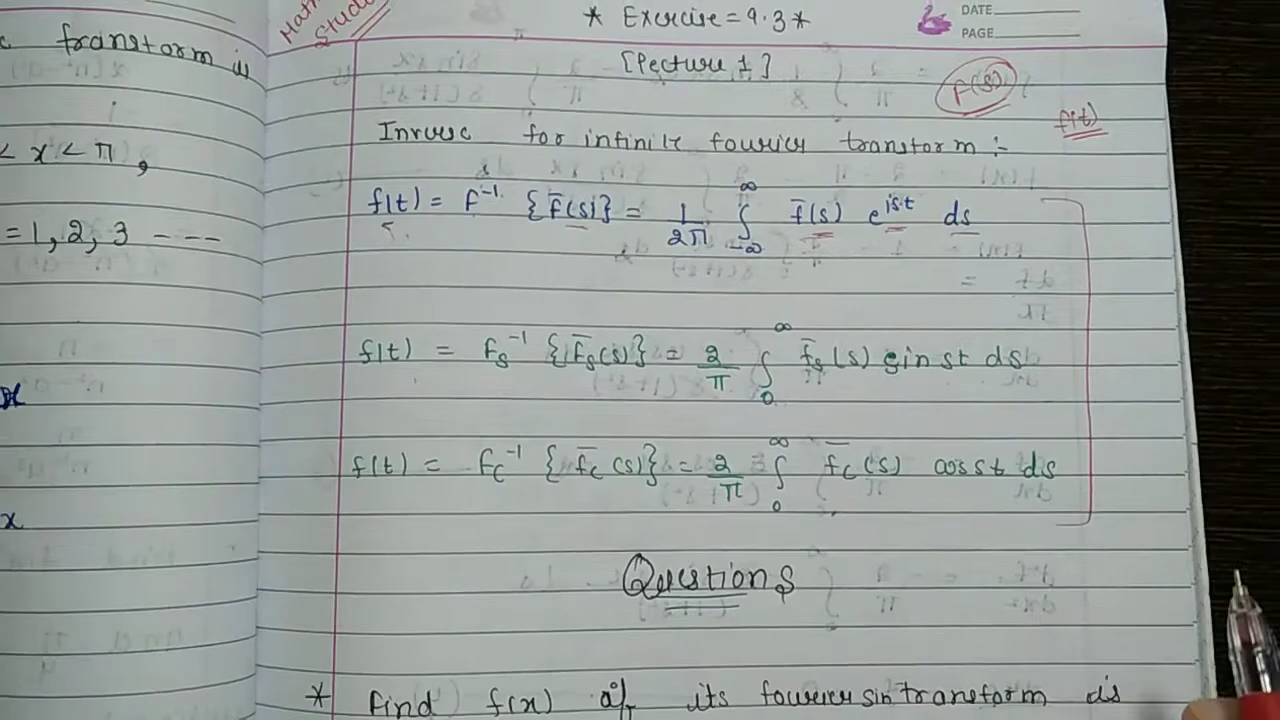 c transform is
< x < π,
= 1, 2, 3 ---
x
x
Math
Stud
* Exercise = 9.3 *
DATE
PAGE
[Lecture 1]
F(s)
f(t)
Inverse for infinite fourier transform :-
f(t) = F⁻¹ {f̅(s)} = 1/2π ∫_{-∞}^{∞} f̅(s) e^{ist} ds
f(t) = Fs⁻¹ {f̅s(s)} = 2/π ∫_0^∞ f̅s(s) sin st ds
f(t) = Fc⁻¹ {f̅c(s)} = 2/π ∫_0^∞ f̅c(s) cos st ds
Questions
* Find f(x) if its fourier sin transform is